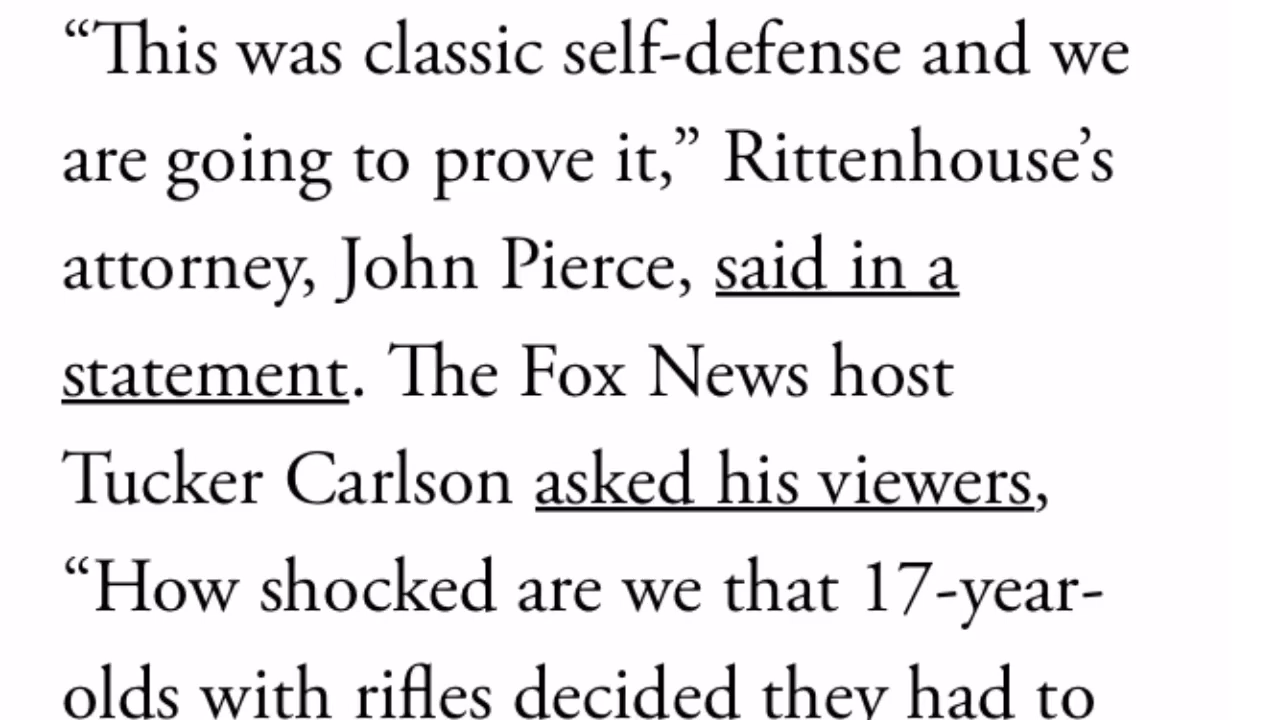 “This was classic self-defense and we
are going to prove it,” Rittenhouse’s
attorney, John Pierce, said in a
statement. The Fox News host
Tucker Carlson asked his viewers,
“How shocked are we that 17-year-
olds with rifles decided they had to